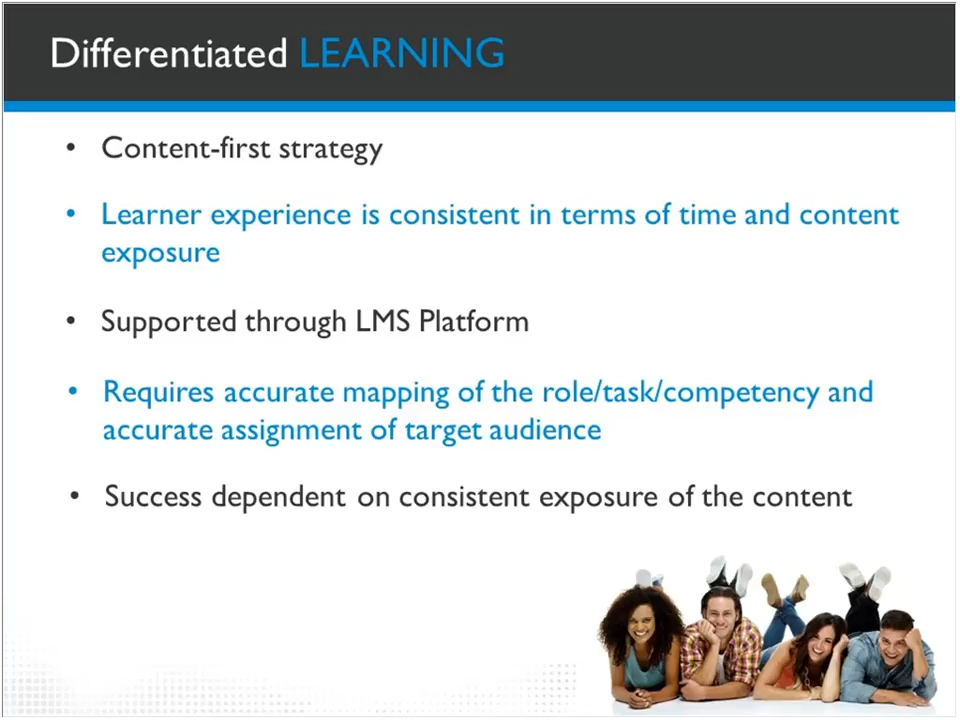 Differentiated LEARNING
• Content-first strategy
• Learner experience is consistent in terms of time and content
exposure
• Supported through LMS Platform
• Requires accurate mapping of the role/task/competency and
accurate assignment of target audience
• Success dependent on consistent exposure of the content